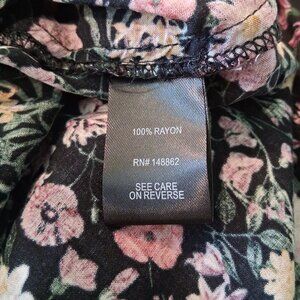 100% RAYON
RN# 148862
SEE CARE
ON REVERSE